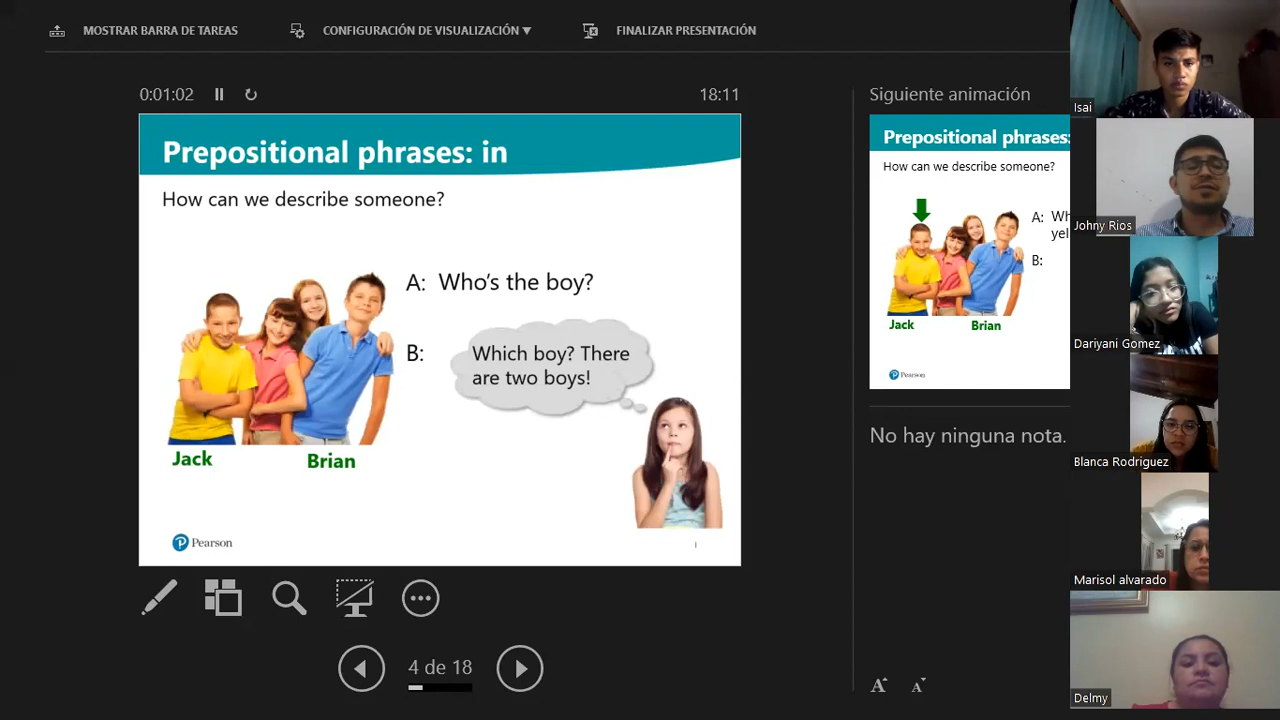 MOSTRAR BARRA DE TAREAS
CONFIGURACIÓN DE VISUALIZACIÓN ▼
FINALIZAR PRESENTACIÓN
0:01:02
18:11
Prepositional phrases: in
How can we describe someone?
A: Who's the boy?
B:
Which boy? There
are two boys!
Jack
Brian
Pearson
4 de 18
Siguiente animación
Prepositional phrases:
How can we describe someone?
A: Wh
yel
B:
Jack
Brian
Pearson
No hay ninguna nota.
A A
Isai
Johny Rios
Dariyani Gomez
Blanca Rodriguez
Marisol alvarado
Delmy